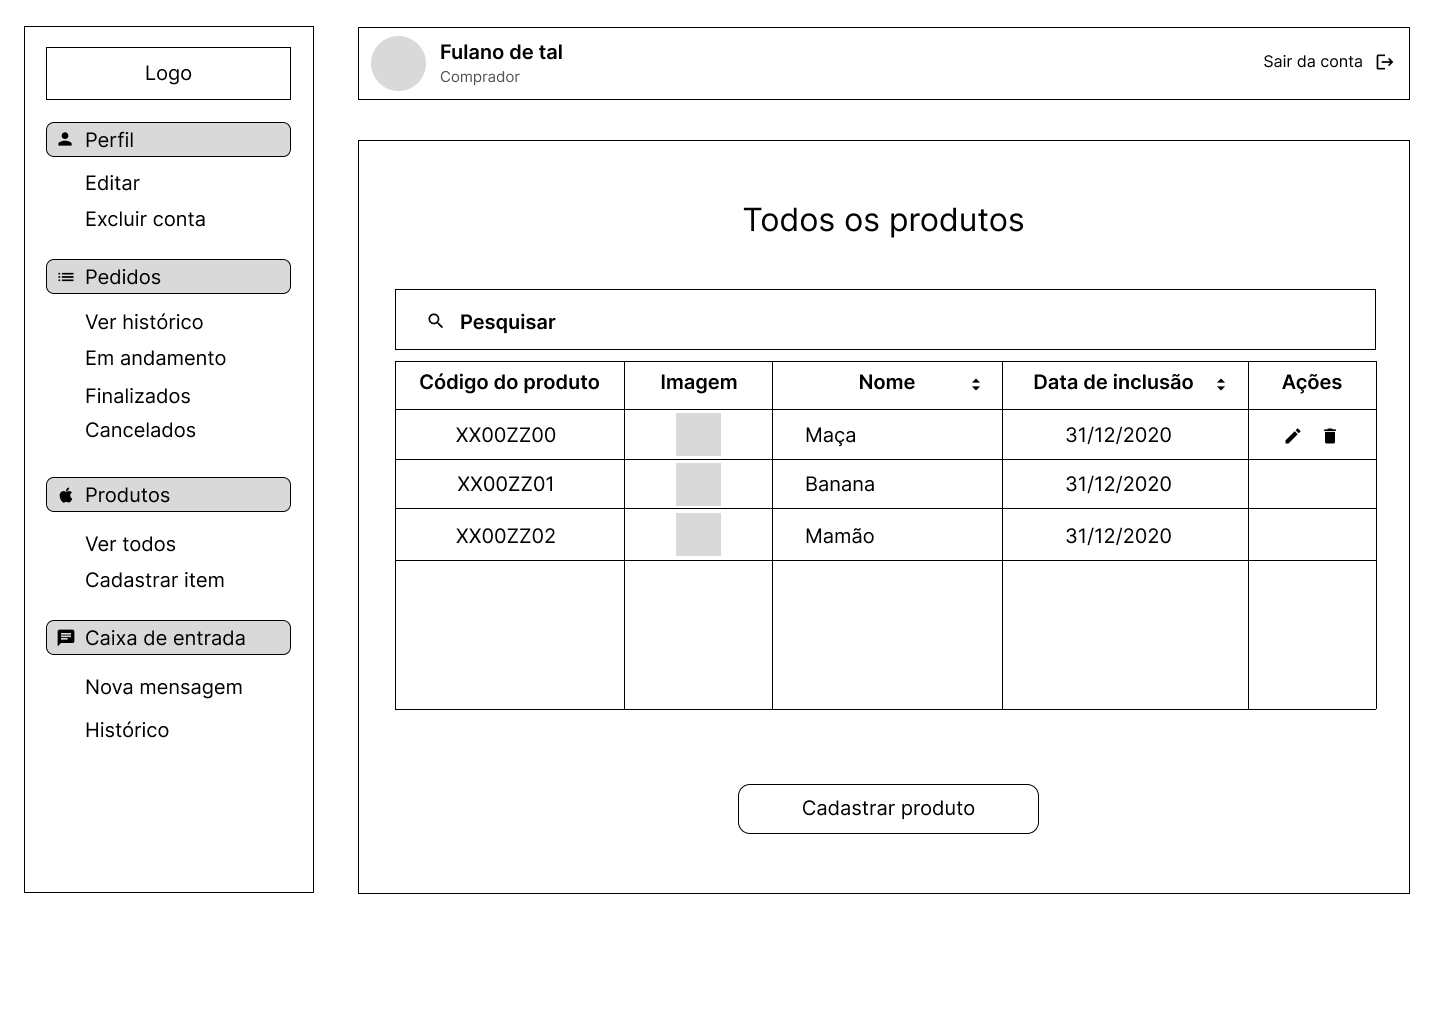 Logo
Perfil
Editar
Excluir conta
Pedidos
Ver histórico
Em andamento
Finalizados
Cancelados
Produtos
Ver todos
Cadastrar item
Caixa de entrada
Nova mensagem
Histórico
Fulano de tal
Comprador
Sair da conta
Todos os produtos
Pesquisar
Código do produto Imagem Nome Data de inclusão Ações
XX00ZZ00 Maça 31/12/2020
XX00ZZ01 Banana 31/12/2020
XX00ZZ02 Mamão 31/12/2020
Cadastrar produto